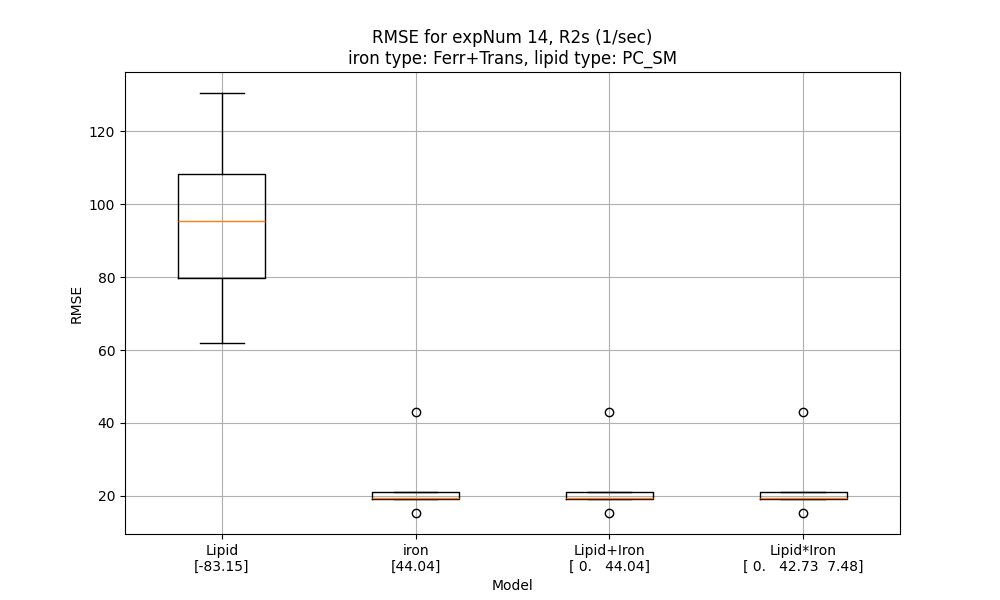 RMSE for expNum 14, R2s (1/sec)
iron type: Ferr+Trans, lipid type: PC_SM
120
100
80
60
40
20
RMSE
Lipid
[-83.15]
iron
[44.04]
Lipid+Iron
[ 0. 44.04]
Lipid*Iron
[ 0. 42.73 7.48]
Model